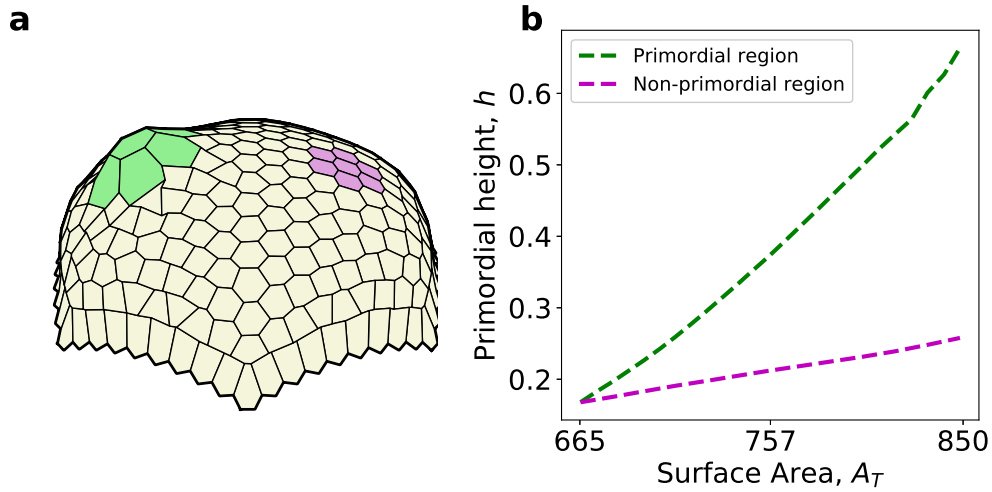 a
b
Primordial region
Non-primordial region
Primordial height, h
0.6
0.5
0.4
0.3
0.2
665
757
850
Surface Area, A_T